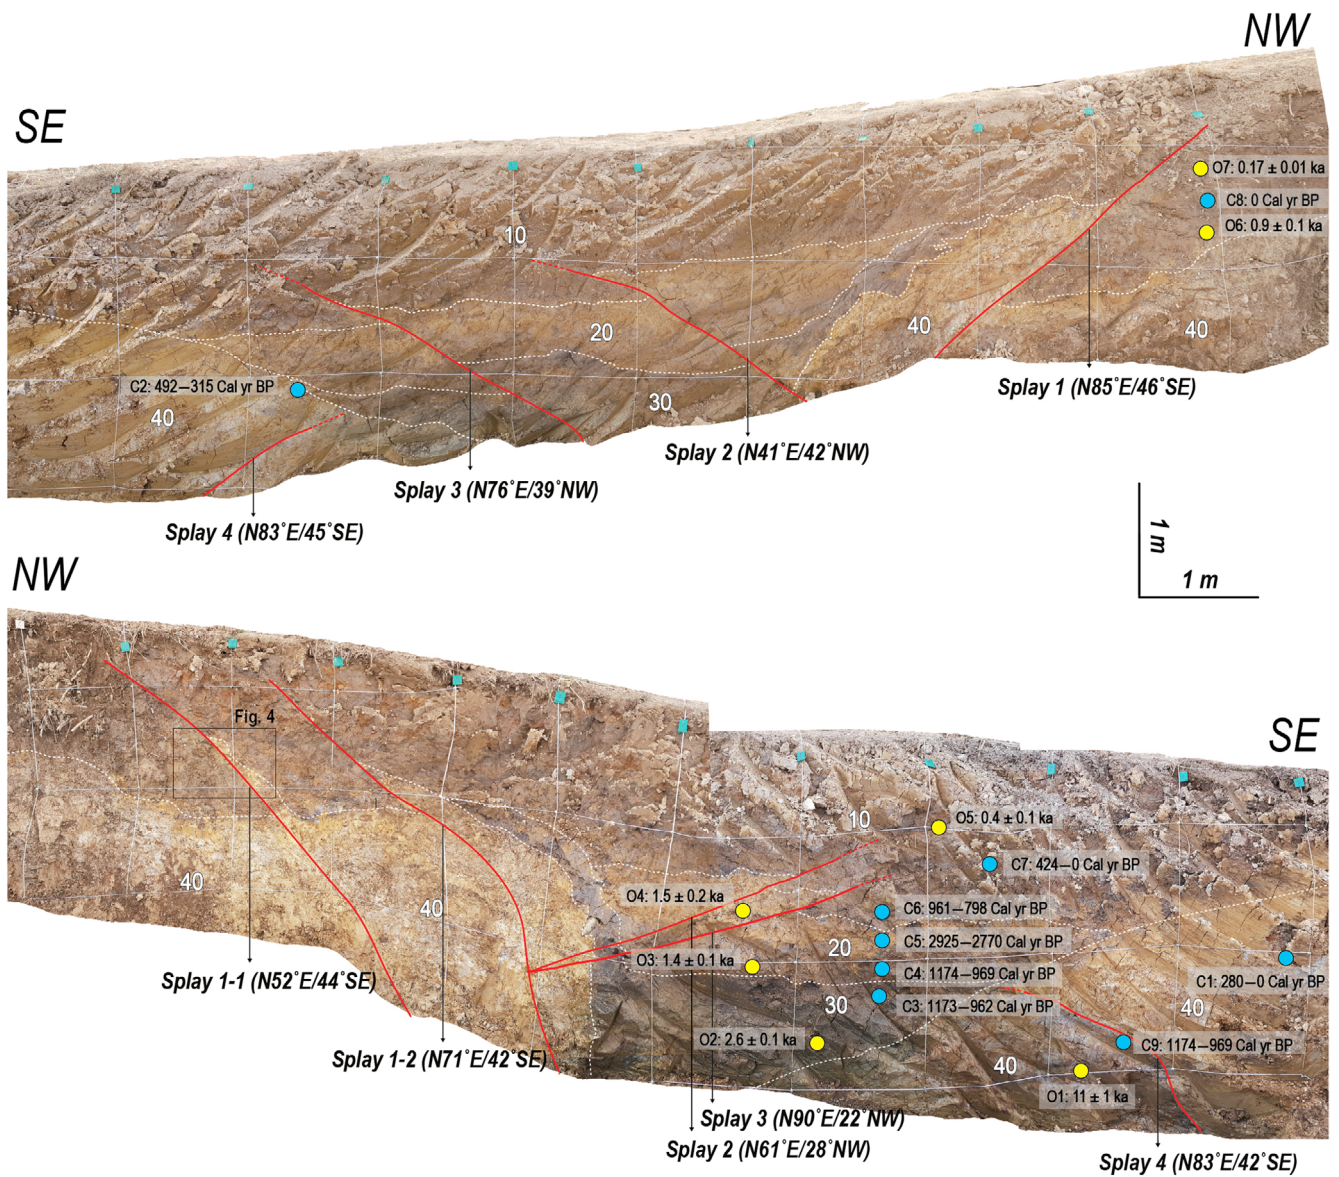 NW
SE
O7: 0.17 ± 0.01 ka
C8: 0 Cal yr BP
O6: 0.9 ± 0.1 ka
10
20
40
40
C2: 492—315 Cal yr BP
40
30
Splay 1 (N85°E/46°SE)
Splay 2 (N41°E/42°NW)
Splay 3 (N76°E/39°NW)
Splay 4 (N83°E/45°SE)
1 m
1 m
NW
SE
Fig. 4
10
O5: 0.4 ± 0.1 ka
C7: 424—0 Cal yr BP
40
O4: 1.5 ± 0.2 ka
40
C6: 961—798 Cal yr BP
20
C5: 2925—2770 Cal yr BP
O3: 1.4 ± 0.1 ka
C4: 1174—969 Cal yr BP
C1: 280—0 Cal yr BP
30
C3: 1173—962 Cal yr BP
40
O2: 2.6 ± 0.1 ka
C9: 1174—969 Cal yr BP
40
O1: 11 ± 1 ka
Splay 1-1 (N52°E/44°SE)
Splay 1-2 (N71°E/42°SE)
Splay 3 (N90°E/22°NW)
Splay 2 (N61°E/28°NW)
Splay 4 (N83°E/42°SE)